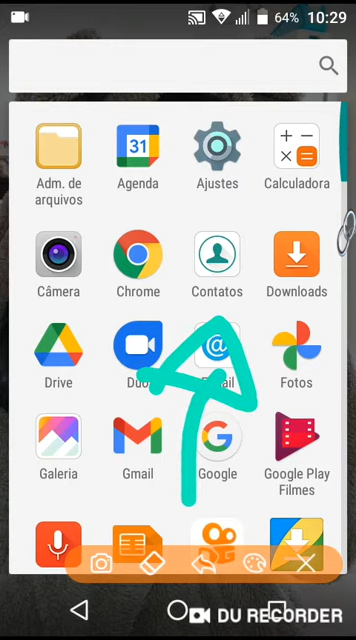 64% 10:29
Adm. de
arquivos
Agenda
Ajustes
Calculadora
31
Câmera
Chrome
Contatos
Downloads
Drive
Duo
Fotos
Galeria
Gmail
Google
Google Play
Filmes
DU RECORDER